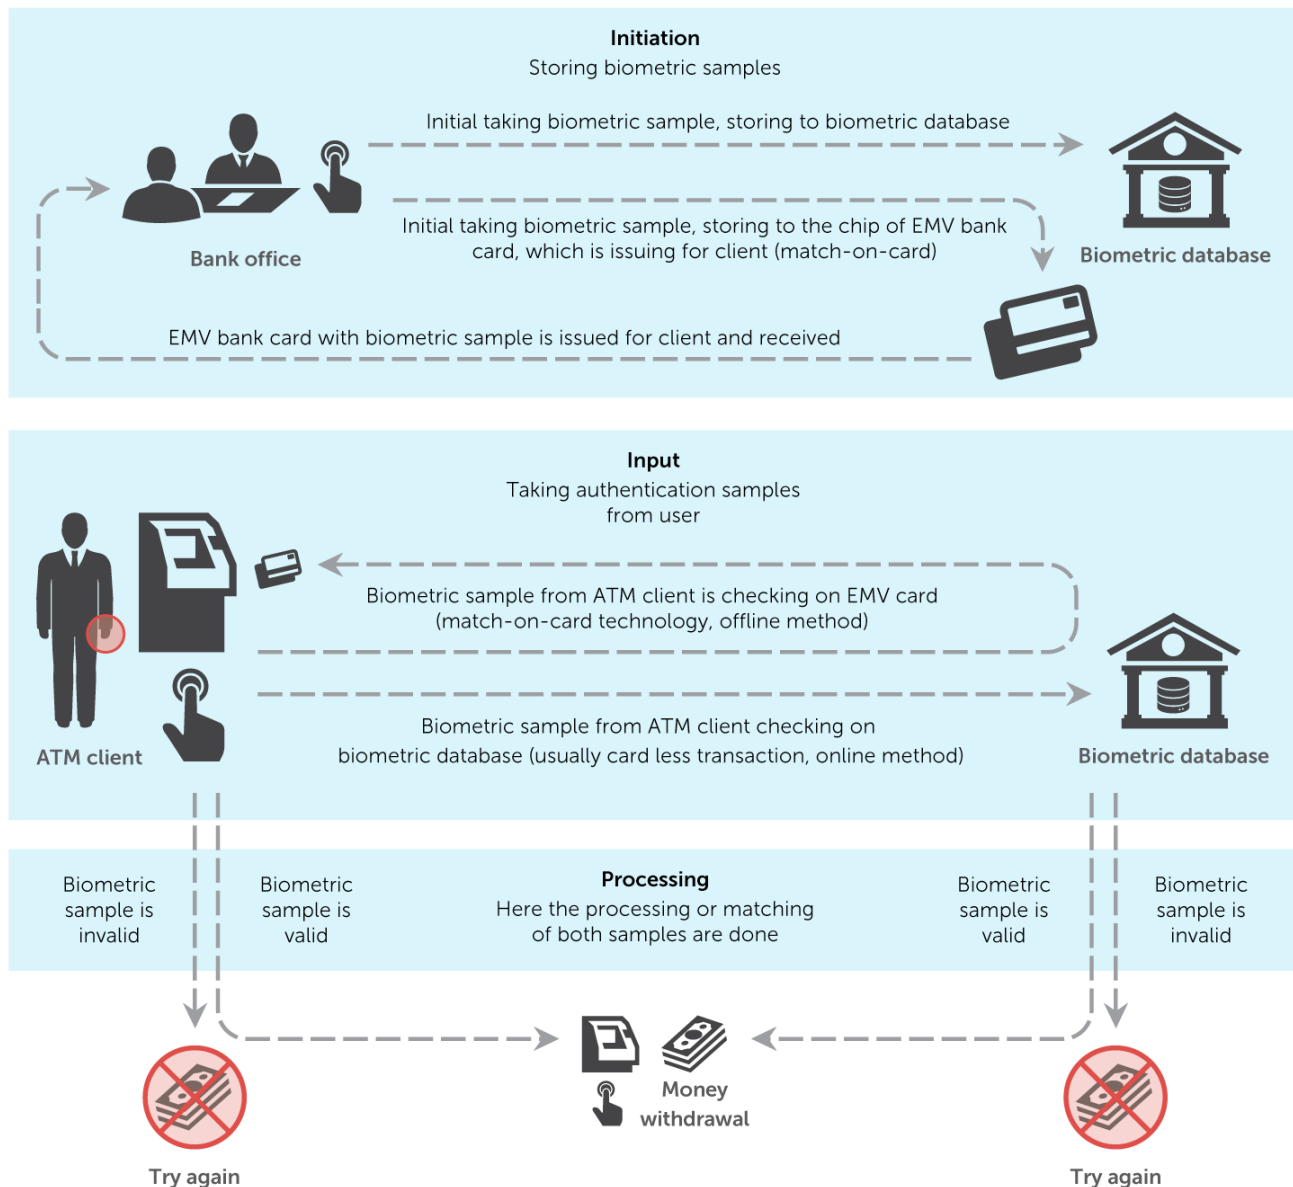 Initiation
Storing biometric samples
Initial taking biometric sample, storing to biometric database
Initial taking biometric sample, storing to the chip of EMV bank
card, which is issuing for client (match-on-card)
Bank office
Biometric database
EMV bank card with biometric sample is issued for client and received
Input
Taking authentication samples
from user
Biometric sample from ATM client is checking on EMV card
(match-on-card technology, offline method)
Biometric sample from ATM client checking on
biometric database (usually card less transaction, online method)
ATM client
Biometric database
Biometric
sample is
invalid
Biometric
sample is
valid
Processing
Here the processing or matching
of both samples are done
Biometric
sample is
valid
Biometric
sample is
invalid
Money
withdrawal
Try again
Try again